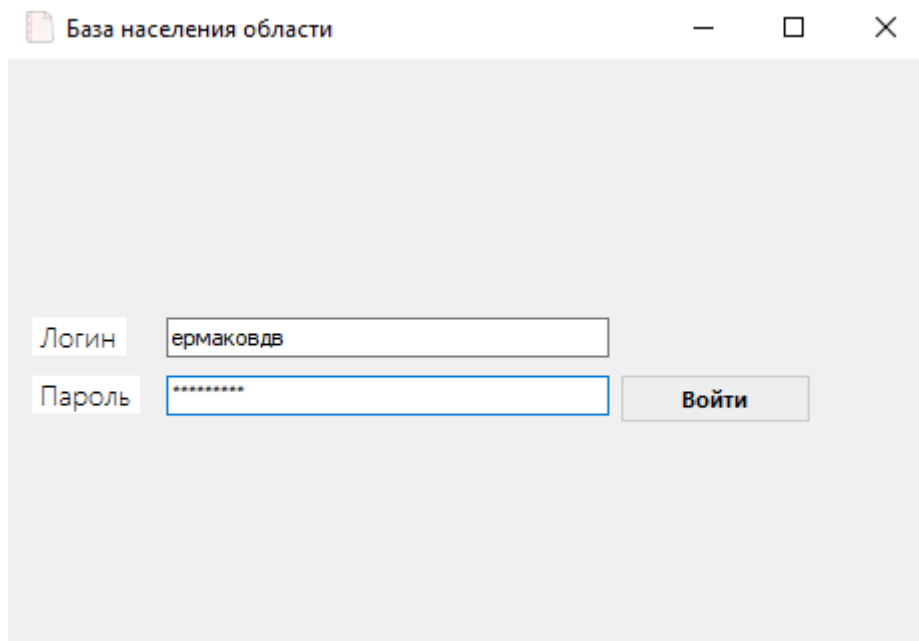 База населения области
Логин
ермаковдв
Пароль
*********
Войти